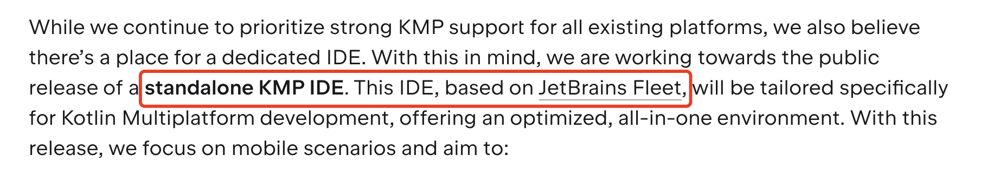 While we continue to prioritize strong KMP support for all existing platforms, we also believe
there’s a place for a dedicated IDE. With this in mind, we are working towards the public
release of a standalone KMP IDE. This IDE, based on JetBrains Fleet, will be tailored specifically
for Kotlin Multiplatform development, offering an optimized, all-in-one environment. With this
release, we focus on mobile scenarios and aim to: